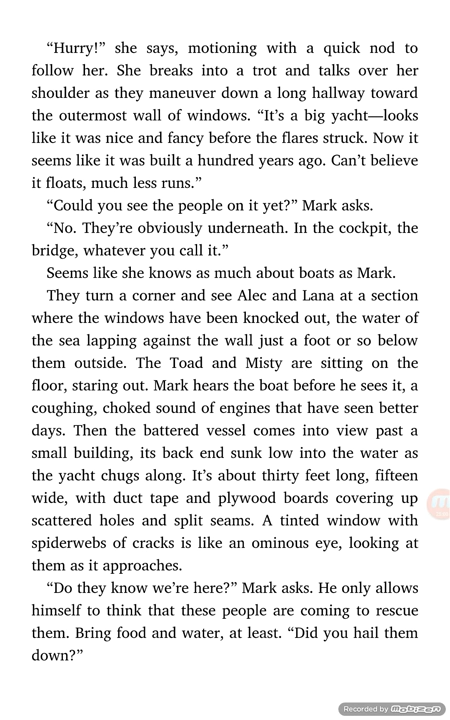 “Hurry!” she says, motioning with a quick nod to
follow her. She breaks into a trot and talks over her
shoulder as they maneuver down a long hallway toward
the outermost wall of windows. “It’s a big yacht—looks
like it was nice and fancy before the flares struck. Now it
seems like it was built a hundred years ago. Can’t believe
it floats, much less runs.”
“Could you see the people on it yet?” Mark asks.
“No. They’re obviously underneath. In the cockpit, the
bridge, whatever you call it.”
Seems like she knows as much about boats as Mark.
They turn a corner and see Alec and Lana at a section
where the windows have been knocked out, the water of
the sea lapping against the wall just a foot or so below
them outside. The Toad and Misty are sitting on the
floor, staring out. Mark hears the boat before he sees it, a
coughing, choked sound of engines that have seen better
days. Then the battered vessel comes into view past a
small building, its back end sunk low into the water as
the yacht chugs along. It’s about thirty feet long, fifteen
wide, with duct tape and plywood boards covering up
scattered holes and split seams. A tinted window with
spiderwebs of cracks is like an ominous eye, looking at
them as it approaches.
“Do they know we’re here?” Mark asks. He only allows
himself to think that these people are coming to rescue
them. Bring food and water, at least. “Did you hail them
down?”
Recorded by Mobizen